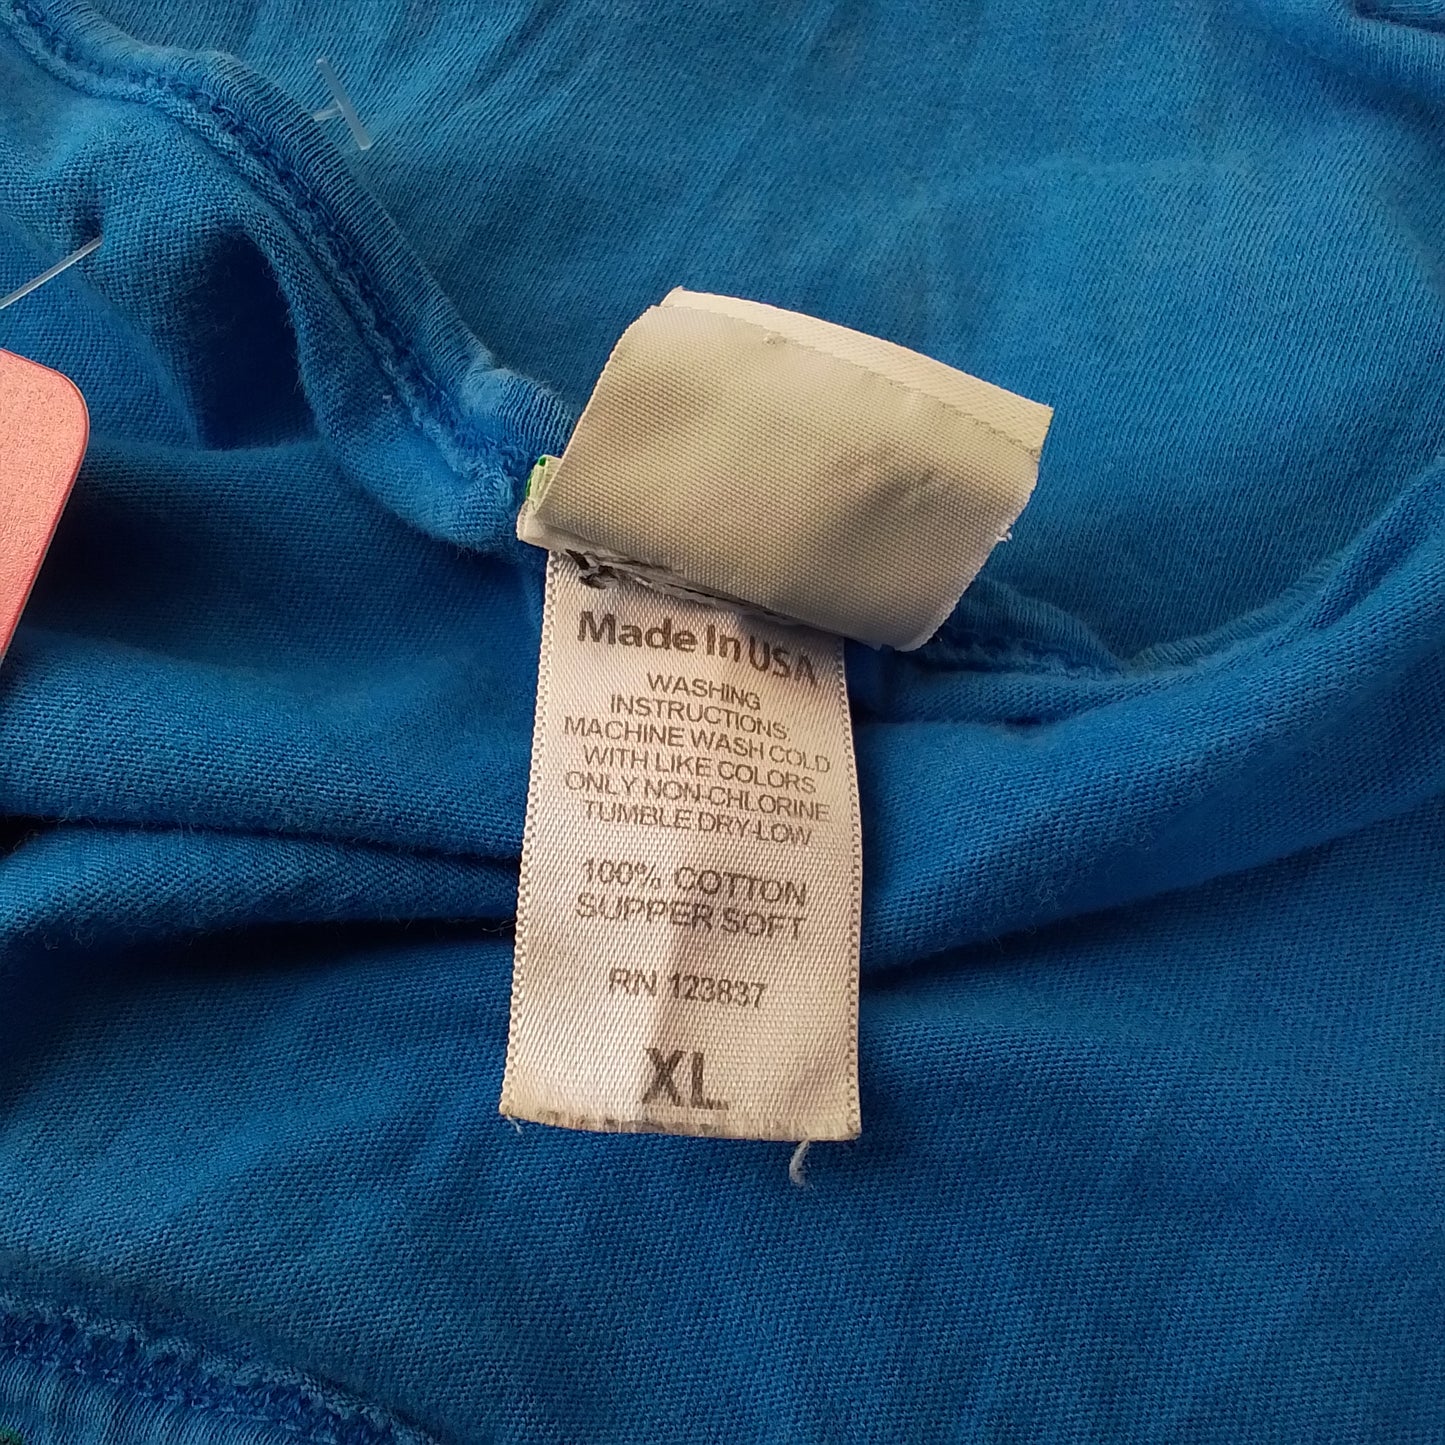 Made In USA
WASHING
INSTRUCTIONS,
MACHINE WASH COLD
WITH LIKE COLORS
ONLY NON-CHLORINE
TUMBLE DRY-LOW
100% COTTON
SUPPER SOFT
RN 123837
XL